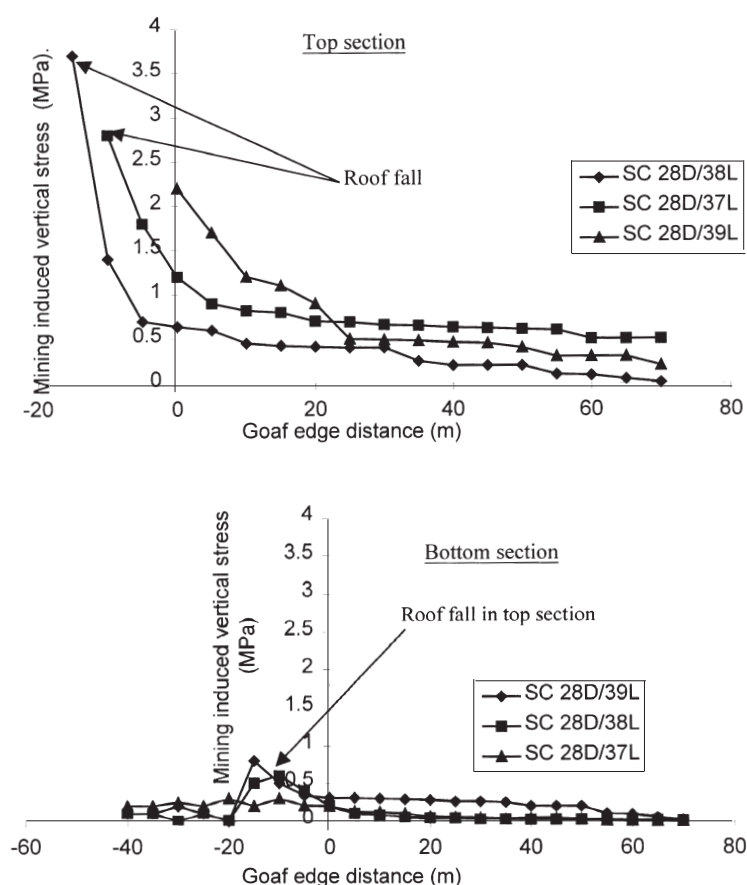 Top section
Mining induced vertical stress (MPa).
4
3.5
3
2.5
2
1.5
1
0.5
0
Roof fall
SC 28D/38L
SC 28D/37L
SC 28D/39L
-20 0 20 40 60 80
Goaf edge distance (m)
Bottom section
Mining induced vertical stress
(MPa)
4
3.5
3
2.5
2
1.5
1
0.5
0
Roof fall in top section
SC 28D/39L
SC 28D/38L
SC 28D/37L
-60 -40 -20 0 20 40 60 80
Goaf edge distance (m)